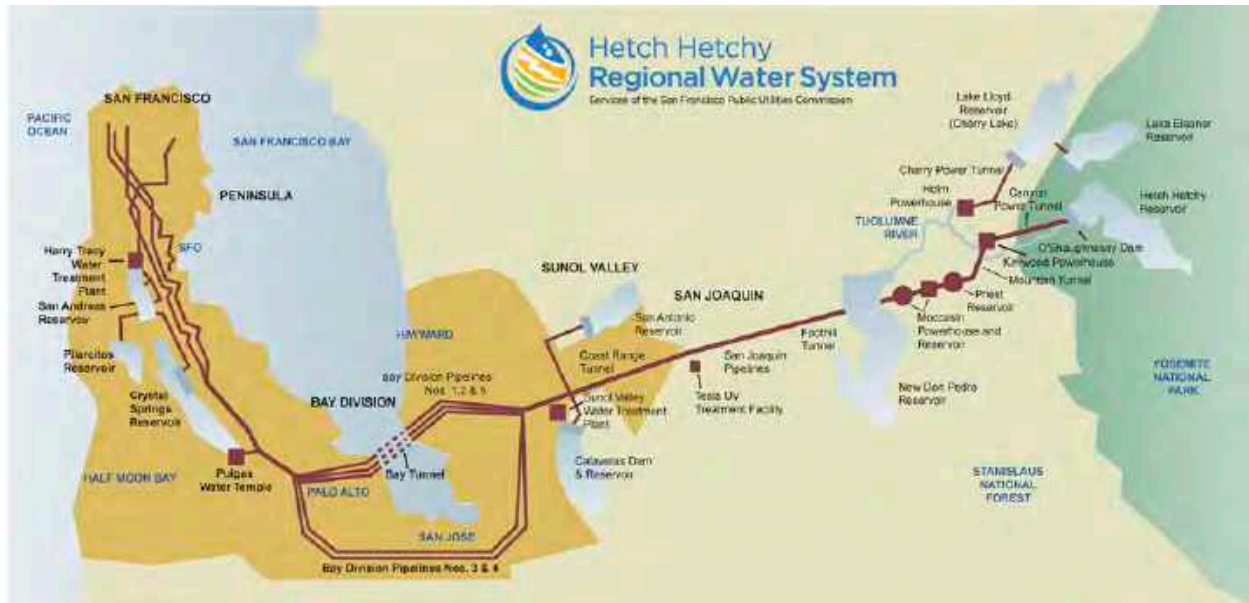 Hetch Hetchy
Regional Water System
Services of the San Francisco Public Utilities Commission
SAN FRANCISCO
PACIFIC
OCEAN
SAN FRANCISCO BAY
PENINSULA
SFO
Harry Tracy
Water
Treatment
Plant
San Andreas
Reservoir
Pilarcitos
Reservoir
Crystal
Springs
Reservoir
HALF MOON BAY
Pulgas
Water Temple
PALO ALTO
SAN JOSE
Bay Division Pipelines Nos. 3 & 4
BAY DIVISION
Bay Division Pipelines
Nos. 1,2 & 5
Bay Tunnel
HAYWARD
SUNOL VALLEY
San Antonio
Reservoir
Coast Range
Tunnel
Sunol Valley
Water Treatment
Plant
Calaveras Dam
& Reservoir
SAN JOAQUIN
San Joaquin
Pipelines
Tesla UV
Treatment Facility
Foothill
Tunnel
New Don Pedro
Reservoir
TUOLUMNE
RIVER
Moccasin
Powerhouse and
Reservoir
Priest
Reservoir
Mountain Tunnel
Kirkwood Powerhouse
O'Shaughnessy Dam
Canyon
Power Tunnel
Holm
Powerhouse
Cherry Power Tunnel
Lake Lloyd
Reservoir
(Cherry Lake)
Lake Eleanor
Reservoir
Hetch Hetchy
Reservoir
YOSEMITE
NATIONAL
PARK
STANISLAUS
NATIONAL
FOREST